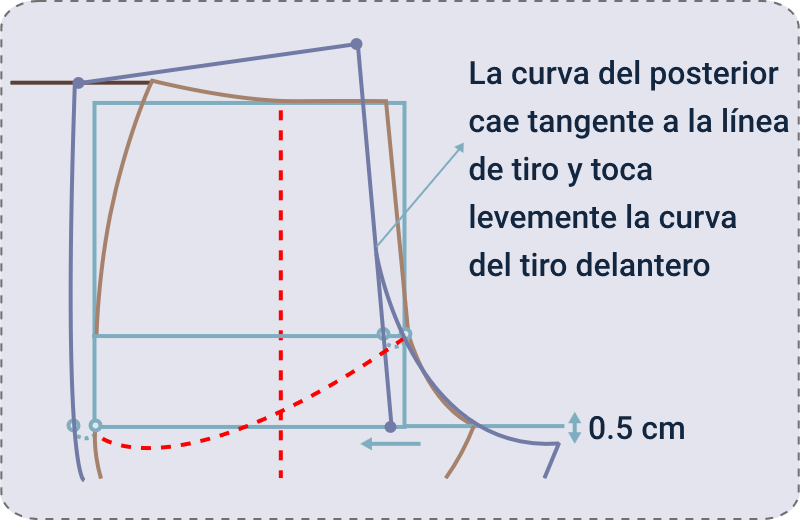 La curva del posterior
cae tangente a la línea
de tiro y toca
levemente la curva
del tiro delantero
0.5 cm